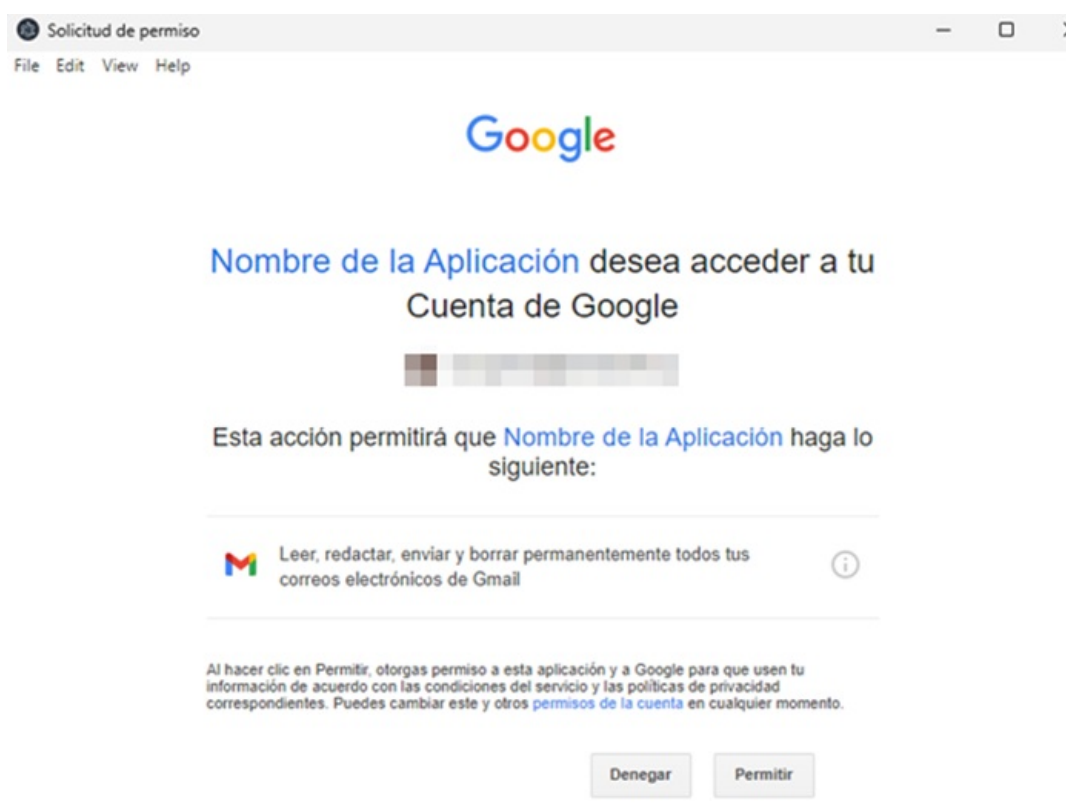 Solicitud de permiso
File Edit View Help
Google
Nombre de la Aplicación desea acceder a tu
Cuenta de Google
Esta acción permitirá que Nombre de la Aplicación haga lo
siguiente:
Leer, redactar, enviar y borrar permanentemente todos tus
correos electrónicos de Gmail
Al hacer clic en Permitir, otorgas permiso a esta aplicación y a Google para que usen tu
información de acuerdo con las condiciones del servicio y las políticas de privacidad
correspondientes. Puedes cambiar este y otros permisos de la cuenta en cualquier momento.
Denegar Permitir